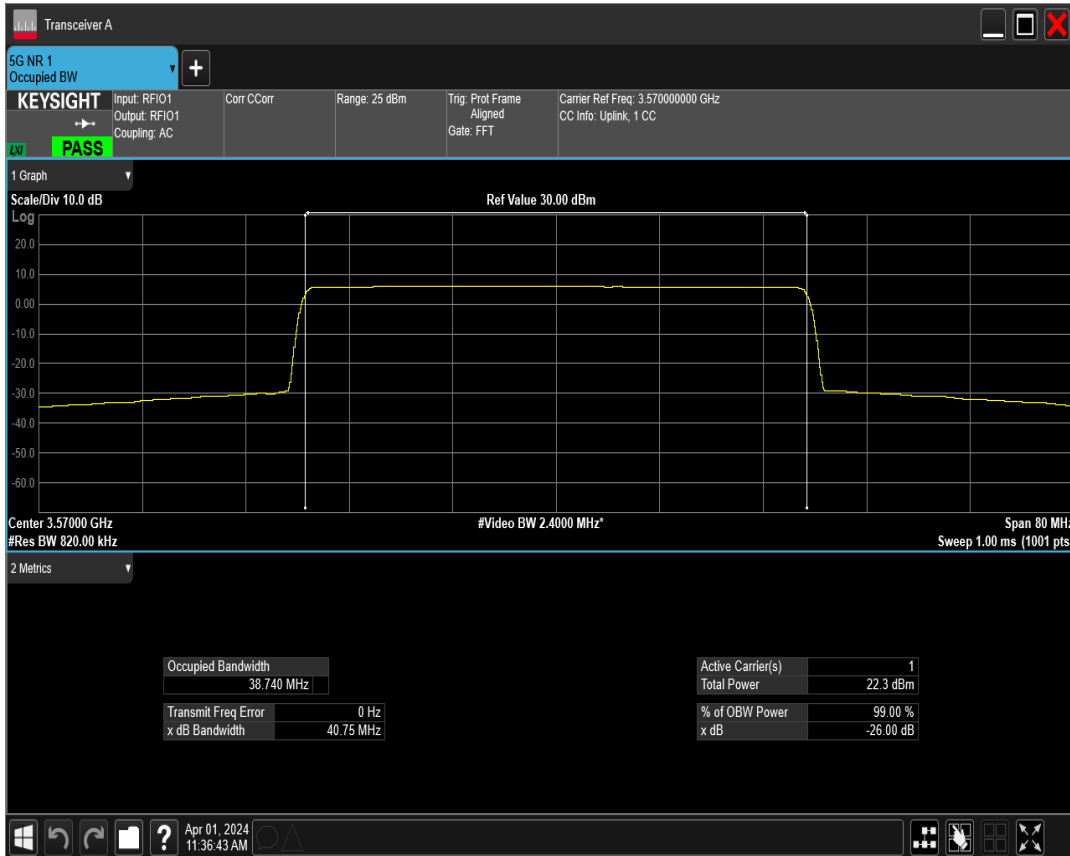 Transceiver A
5G NR 1
Occupied BW
KEYSIGHT
LXI
PASS
Input: RFIO1
Output: RFIO1
Coupling: AC
Corr CCorr
Range: 25 dBm
Trig: Prot Frame
Aligned
Gate: FFT
Carrier Ref Freq: 3.570000000 GHz
CC Info: Uplink, 1 CC
1 Graph
Scale/Div 10.0 dB
Ref Value 30.00 dBm
Log
20.0
10.0
0.00
-10.0
-20.0
-30.0
-40.0
-50.0
-60.0
Center 3.57000 GHz
#Video BW 2.4000 MHz*
Span 80 MHz
#Res BW 820.00 kHz
Sweep 1.00 ms (1001 pts
2 Metrics
Occupied Bandwidth
38.740 MHz
Transmit Freq Error 0 Hz
x dB Bandwidth 40.75 MHz
Active Carrier(s) 1
Total Power 22.3 dBm
% of OBW Power 99.00 %
x dB -26.00 dB
?
Apr 01, 2024
11:36:43 AM